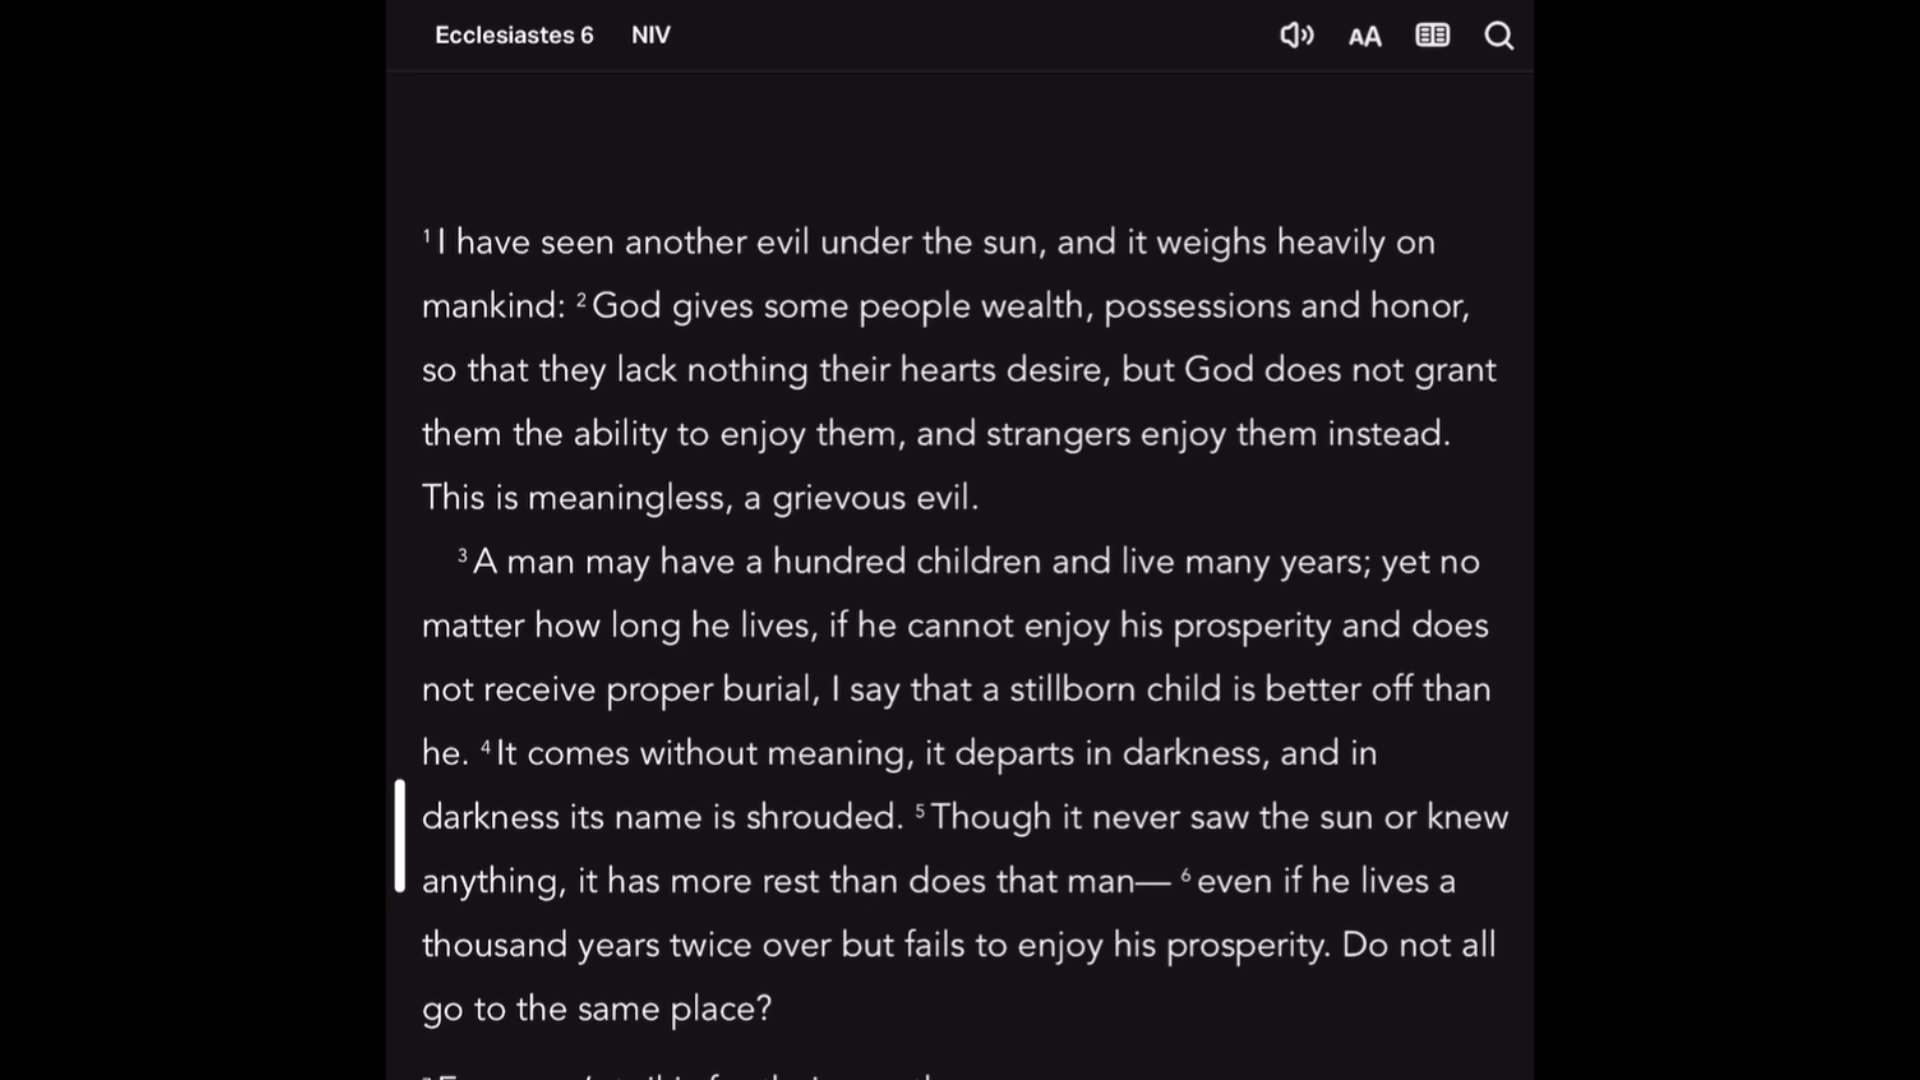 Ecclesiastes 6 NIV AA
¹I have seen another evil under the sun, and it weighs heavily on
mankind: ²God gives some people wealth, possessions and honor,
so that they lack nothing their hearts desire, but God does not grant
them the ability to enjoy them, and strangers enjoy them instead.
This is meaningless, a grievous evil.
³A man may have a hundred children and live many years; yet no
matter how long he lives, if he cannot enjoy his prosperity and does
not receive proper burial, I say that a stillborn child is better off than
he. ⁴It comes without meaning, it departs in darkness, and in
darkness its name is shrouded. ⁵Though it never saw the sun or knew
anything, it has more rest than does that man— ⁶even if he lives a
thousand years twice over but fails to enjoy his prosperity. Do not all
go to the same place?